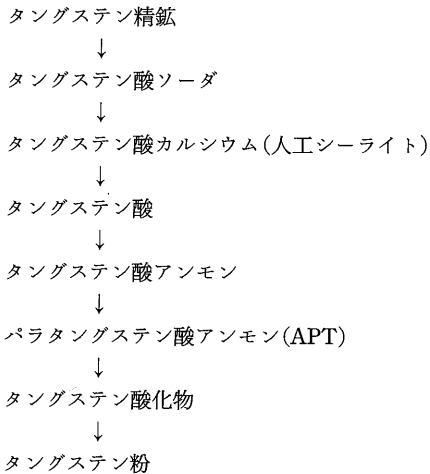 タングステン精鉱
↓
タングステン酸ソーダ
↓
タングステン酸カルシウム(人工シーライト)
↓
タングステン酸
↓
タングステン酸アンモン
↓
パラタングステン酸アンモン(APT)
↓
タングステン酸化物
↓
タングステン粉